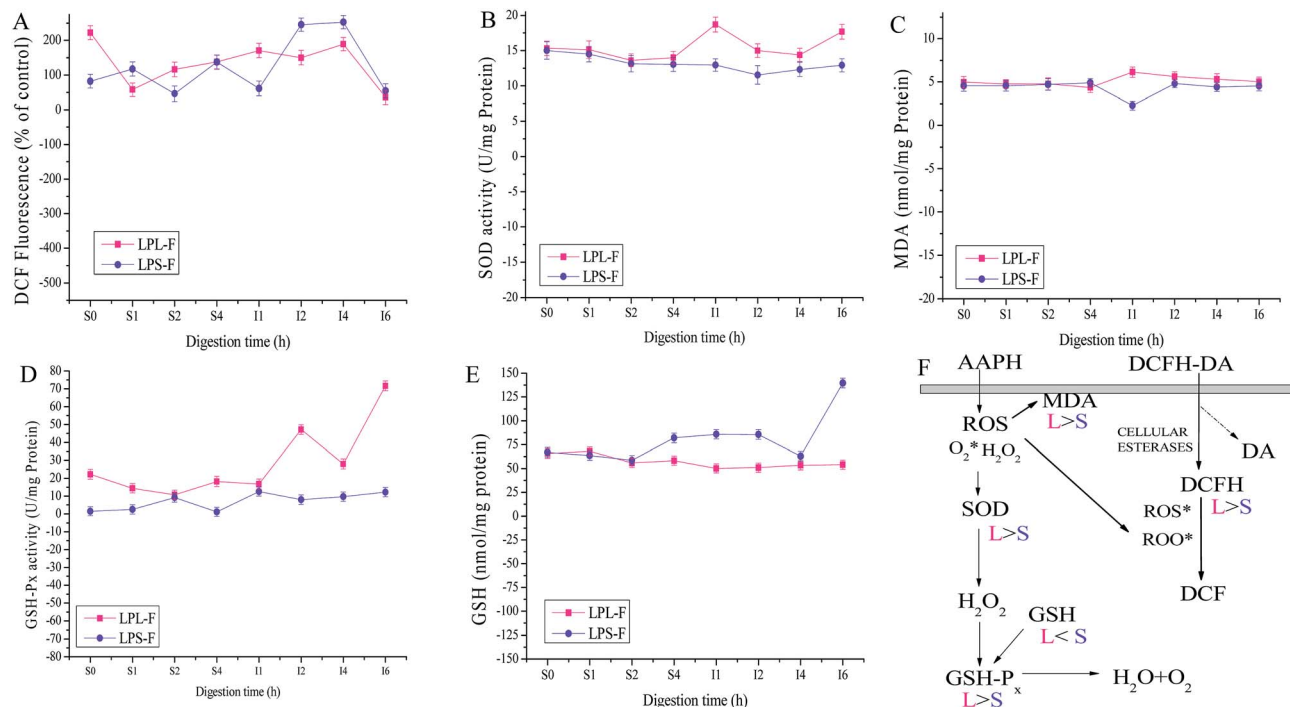 A
DCF Fluorescence (% of control)
250
200
150
100
50
0
100
200
300
400
500
LPL-F
LPS-F
S0 S1 S2 S4 I1 I2 I4 I6
Digestion time (h)
B
SOD activity (U/mg Protein)
20
15
10
5
0
-5
-10
-15
-20
LPL-F
LPS-F
S0 S1 S2 S4 I1 I2 I4 I6
Digestion time (h)
C
MDA (nmol/mg Protein)
15
10
5
0
-5
-10
-15
LPL-F
LPS-F
S0 S1 S2 S4 I1 I2 I4 I6
Digestion time (h)
D
GSH-Px activity (U/mg Protein)
80
70
60
50
40
30
20
10
0
-10
-20
-30
-40
-50
-60
-70
-80
LPL-F
LPS-F
S0 S1 S2 S4 I1 I2 I4 I6
Digestion time (h)
E
GSH (nmol/mg protein)
150
125
100
75
50
25
0
-25
-50
-75
-100
-125
-150
LPL-F
LPS-F
S0 S1 S2 S4 I1 I2 I4 I6
Digestion time (h)
F
AAPH
DCFH-DA
MDA
L>S
ROS
O₂* H₂O₂
CELLULAR
ESTERASES
DA
DCFH
L>S
SOD
L>S
ROS*
ROO*
DCF
H₂O₂
GSH
L< S
GSH-Pₓ
L>S
H₂O+O₂